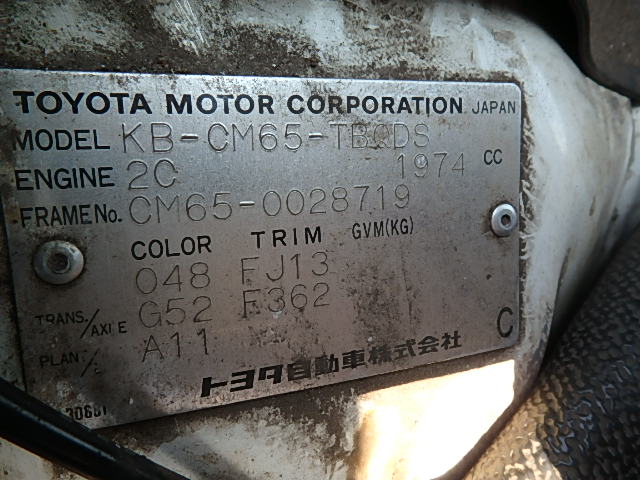 TOYOTA MOTOR CORPORATION JAPAN
MODEL KB-CM65-TBQDS
ENGINE 2C 1974 CC
FRAME No. CM65-0028719
COLOR TRIM GVM(KG)
048 FJ13
TRANS./AXLE G52 F362
PLANT/ A11
C
トヨタ自動車株式会社